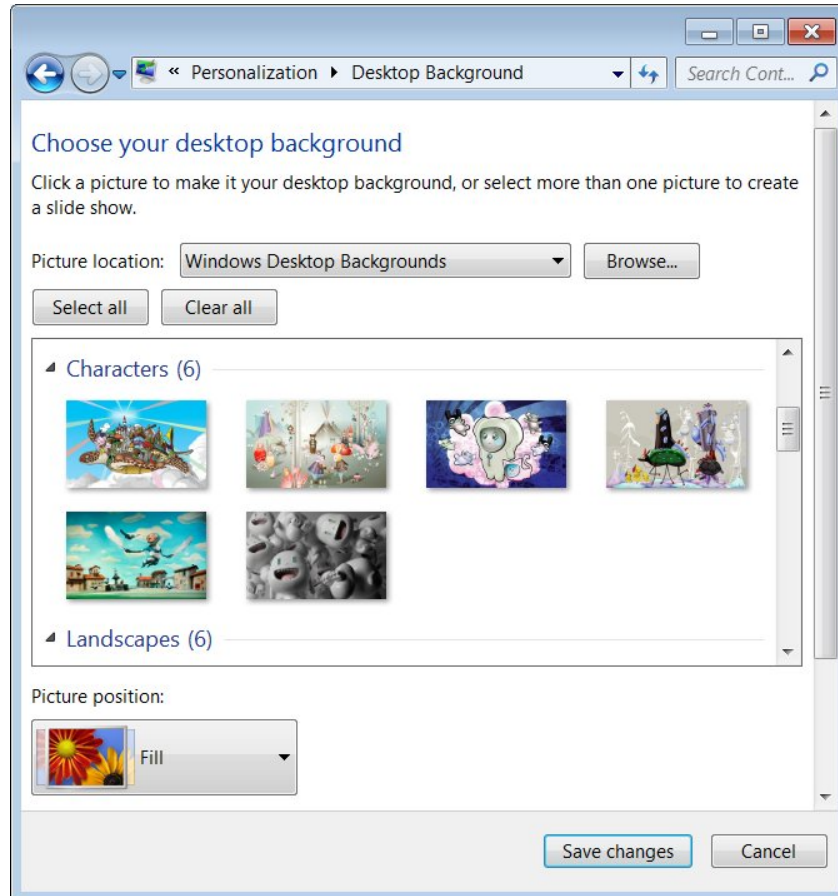 « Personalization ▸ Desktop Background
Search Cont...
Choose your desktop background
Click a picture to make it your desktop background, or select more than one picture to create
a slide show.
Picture location: Windows Desktop Backgrounds Browse...
Select all Clear all
Characters (6)
Landscapes (6)
Picture position:
Fill
Save changes Cancel